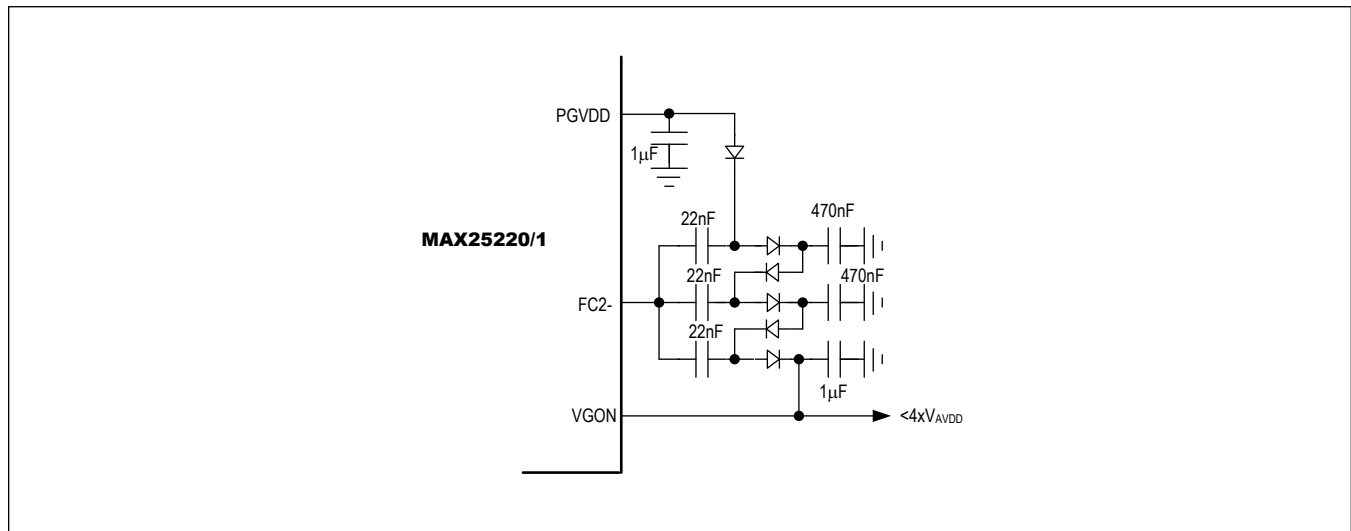 PGVDD
1µF
MAX25220/1
22nF
470nF
22nF
470nF
FC2-
22nF
1µF
VGON
<4xVAVDD